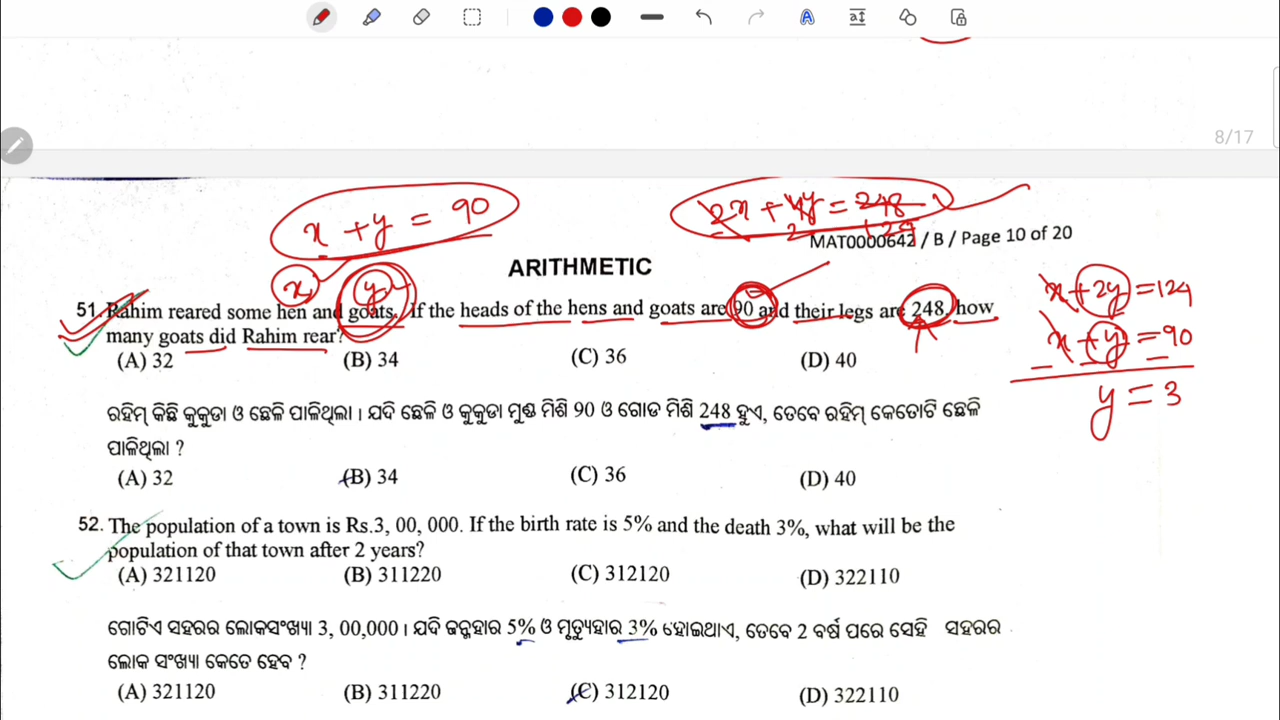 8/17
x + y = 90
2x + 4y = 248
2
124
MAT0000642 / B / Page 10 of 20
ARITHMETIC
x
y
51. Rahim reared some hen and goats. If the heads of the hens and goats are 90 and their legs are 248, how
many goats did Rahim rear?
(A) 32 (B) 34 (C) 36 (D) 40
x + 2y = 124
x + y = 90
y = 3
ରହିମ୍ କିଛି କୁକୁଡା ଓ ଛେଳି ପାଳିଥିଲା । ଯଦି ଛେଳି ଓ କୁକୁଡା ମୁଣ୍ଡ ମିଶି 90 ଓ ଗୋଡ ମିଶି 248 ହୁଏ, ତେବେ ରହିମ୍ କେତୋଟି ଛେଳି
ପାଳିଥିଲା ?
(A) 32 (B) 34 (C) 36 (D) 40
52. The population of a town is Rs.3, 00, 000. If the birth rate is 5% and the death 3%, what will be the
population of that town after 2 years?
(A) 321120 (B) 311220 (C) 312120 (D) 322110
ଗୋଟିଏ ସହରର ଲୋକସଂଖ୍ୟା 3, 00,000 । ଯଦି ଜନ୍ମହାର 5% ଓ ମୃତ୍ୟୁହାର 3% ହୋଇଥାଏ, ତେବେ 2 ବର୍ଷ ପରେ ସେହି ସହରର
ଲୋକ ସଂଖ୍ୟା କେତେ ହେବ ?
(A) 321120 (B) 311220 (C) 312120 (D) 322110